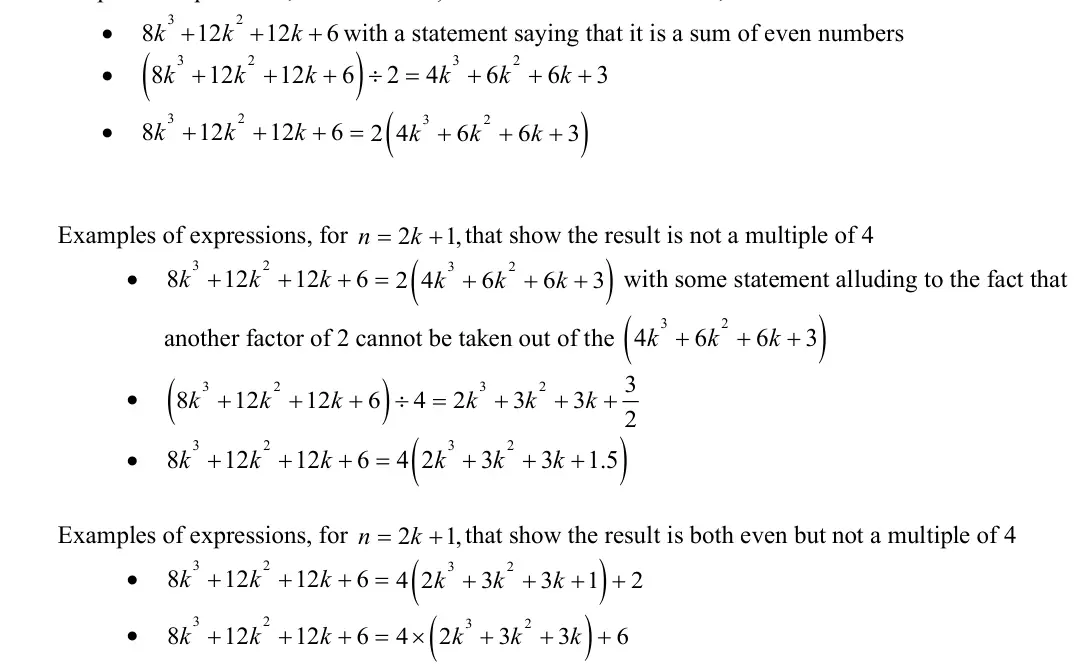 • 8k³ + 12k² + 12k + 6 with a statement saying that it is a sum of even numbers
• (8k³ + 12k² + 12k + 6) ÷ 2 = 4k³ + 6k² + 6k + 3
• 8k³ + 12k² + 12k + 6 = 2(4k³ + 6k² + 6k + 3)
Examples of expressions, for n = 2k + 1, that show the result is not a multiple of 4
• 8k³ + 12k² + 12k + 6 = 2(4k³ + 6k² + 6k + 3) with some statement alluding to the fact that
another factor of 2 cannot be taken out of the (4k³ + 6k² + 6k + 3)
• (8k³ + 12k² + 12k + 6) ÷ 4 = 2k³ + 3k² + 3k + 3/2
• 8k³ + 12k² + 12k + 6 = 4(2k³ + 3k² + 3k + 1.5)
Examples of expressions, for n = 2k + 1, that show the result is both even but not a multiple of 4
• 8k³ + 12k² + 12k + 6 = 4(2k³ + 3k² + 3k + 1) + 2
• 8k³ + 12k² + 12k + 6 = 4 × (2k³ + 3k² + 3k) + 6